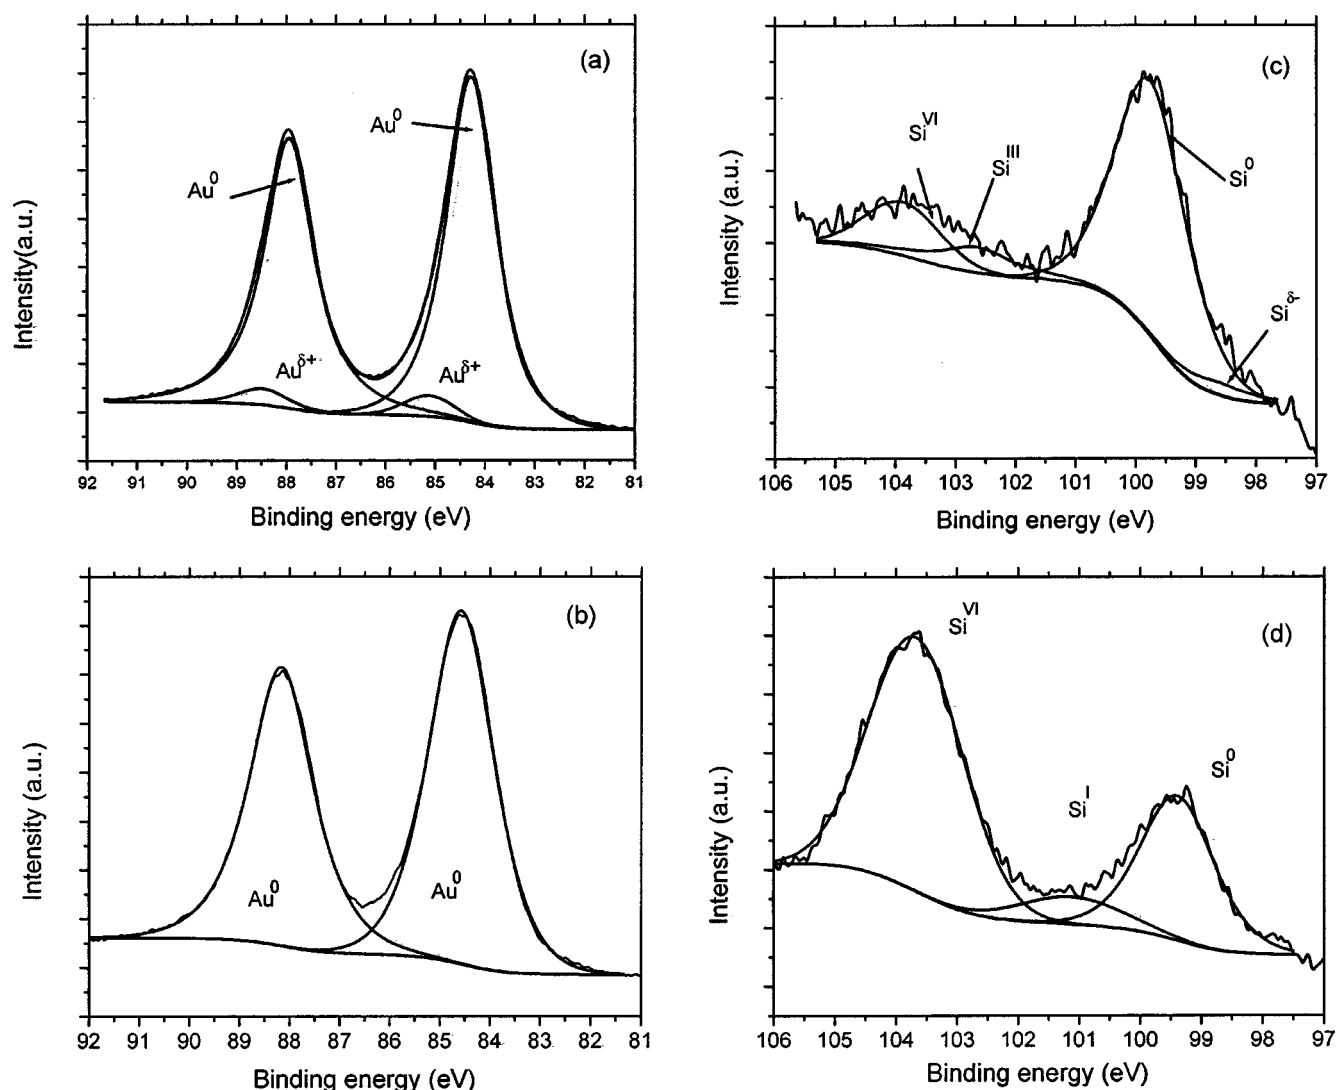 (a)
Au⁰
Au⁰
Auᵟ⁺
Auᵟ⁺
Intensity(a.u.)
92 91 90 89 88 87 86 85 84 83 82 81
Binding energy (eV)
(c)
Siⱽᴵ
Siᴵᴵᴵ
Si⁰
Siᵟ⁻
Intensity (a.u.)
106 105 104 103 102 101 100 99 98 97
Binding energy (eV)
(b)
Au⁰
Au⁰
Intensity (a.u.)
92 91 90 89 88 87 86 85 84 83 82 81
Binding energy (eV)
(d)
Siⱽᴵ
Siᴵ
Si⁰
Intensity (a.u.)
106 105 104 103 102 101 100 99 98 97
Binding energy (eV)